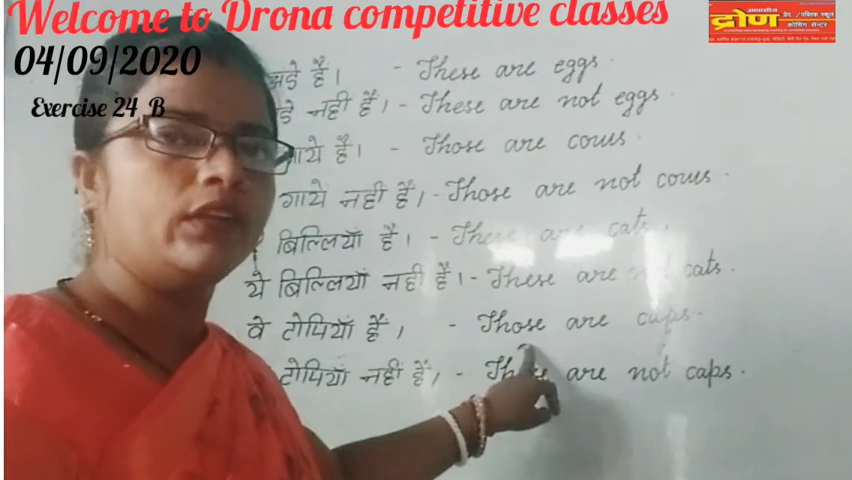 Welcome to Drona competitive classes
04/09/2020
Exercise 24 B
द्रोण
कोचिंग सेन्टर
अंडे हैं। - These are eggs.
नहीं हैं। - These are not eggs.
गायें हैं। - Those are cows.
गायें नहीं हैं। - Those are not cows.
बिल्लियाँ हैं। - These are cats.
ये बिल्लियाँ नहीं हैं। - These are not cats.
वे टोपियाँ हैं। - Those are caps.
टोपियाँ नहीं हैं। - are not caps.